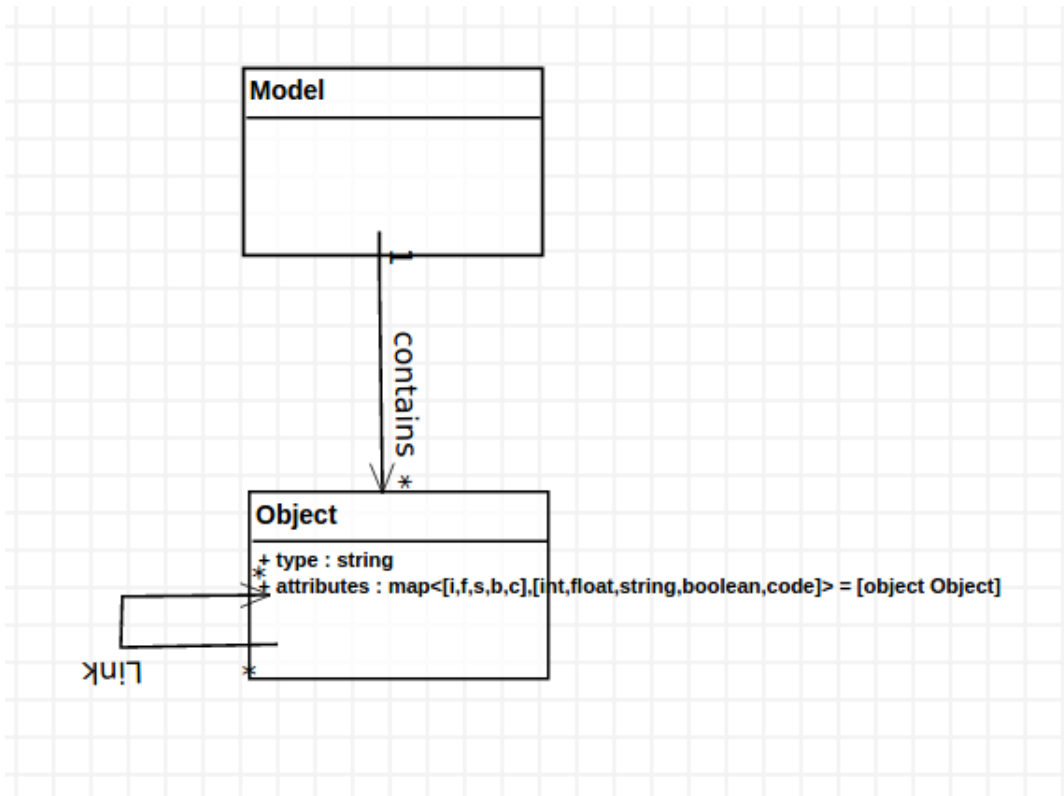 Model
1
contains
*
Object
+ type : string
*
+ attributes : map<[i,f,s,b,c],[int,float,string,boolean,code]> = [object Object]
Link
*